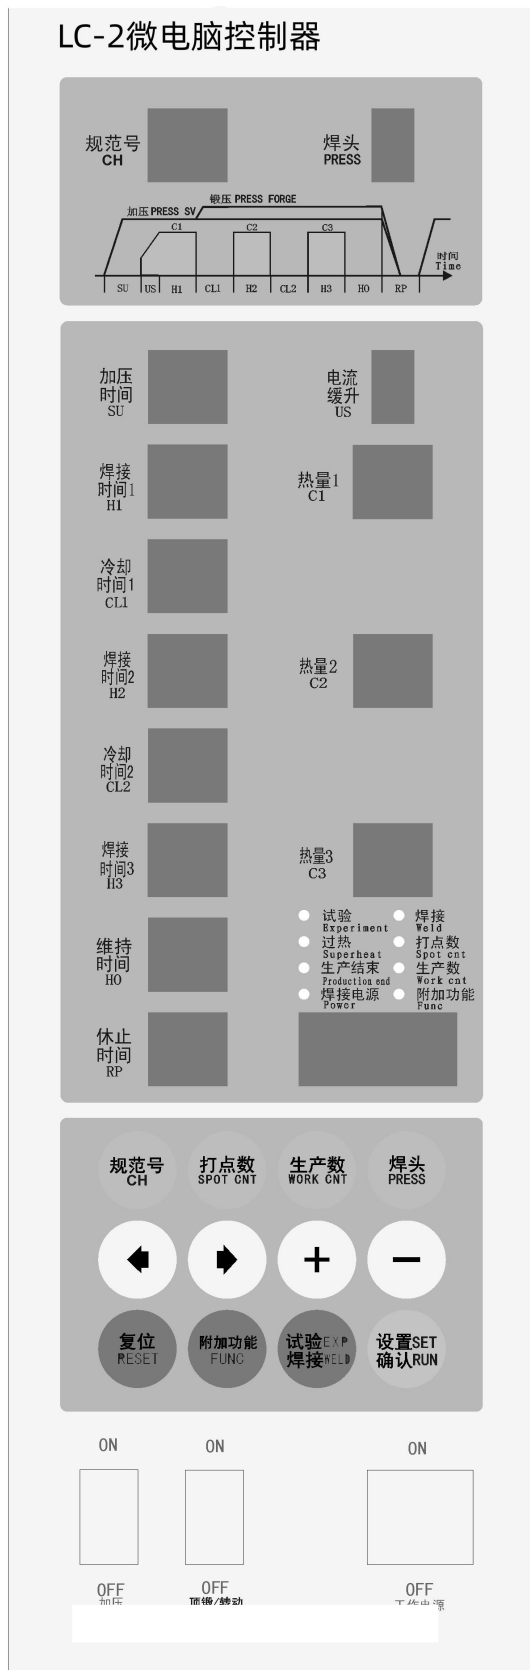 LC-2微电脑控制器
规范号
CH
焊头
PRESS
锻压 PRESS FORGE
加压 PRESS SV
C1 C2 C3
时间
Time
SU US H1 CL1 H2 CL2 H3 HO RP
加压
时间
SU
电流
缓升
US
焊接
时间1
H1
热量1
C1
冷却
时间1
CL1
焊接
时间2
H2
热量2
C2
冷却
时间2
CL2
焊接
时间3
H3
热量3
C3
试验 焊接
Experiment Weld
过热 打点数
Superheat Spot cnt
生产结束 生产数
Production end Work cnt
焊接电源 附加功能
Power Func
维持
时间
HO
休止
时间
RP
规范号 打点数 生产数 焊头
CH SPOT CNT WORK CNT PRESS
+ −
复位
RESET
附加功能
FUNC
试验EXP
焊接WELD
设置SET
确认RUN
ON ON ON
OFF OFF OFF
加压 顶锻/转动 工作电源